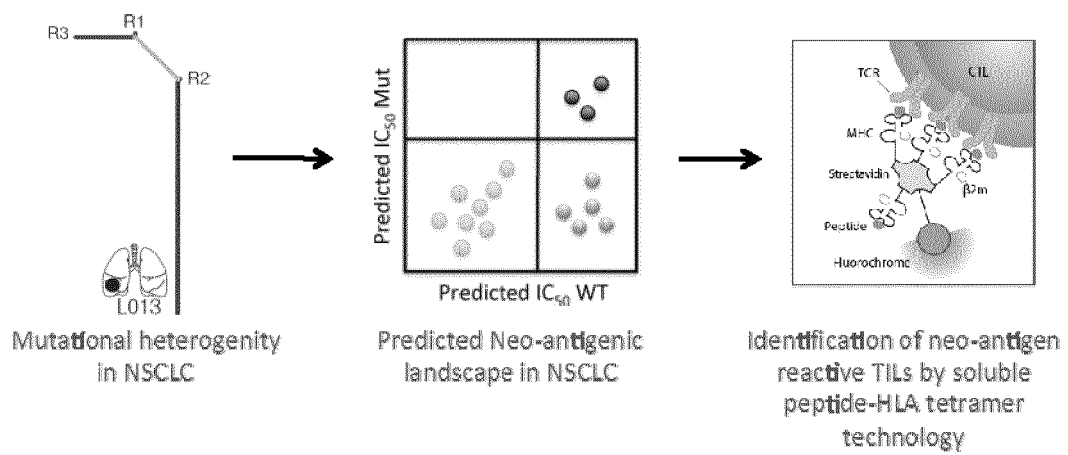 R3
R1
R2
L013
Mutational heterogenity
in NSCLC
Predicted IC50 Mut
Predicted IC50 WT
Predicted Neo-antigenic
landscape in NSCLC
TCR
CTL
MHC
Streptavidin
β2m
Peptide
Fluorochrome
Identification of neo-antigen
reactive TILs by soluble
peptide-HLA tetramer
technology